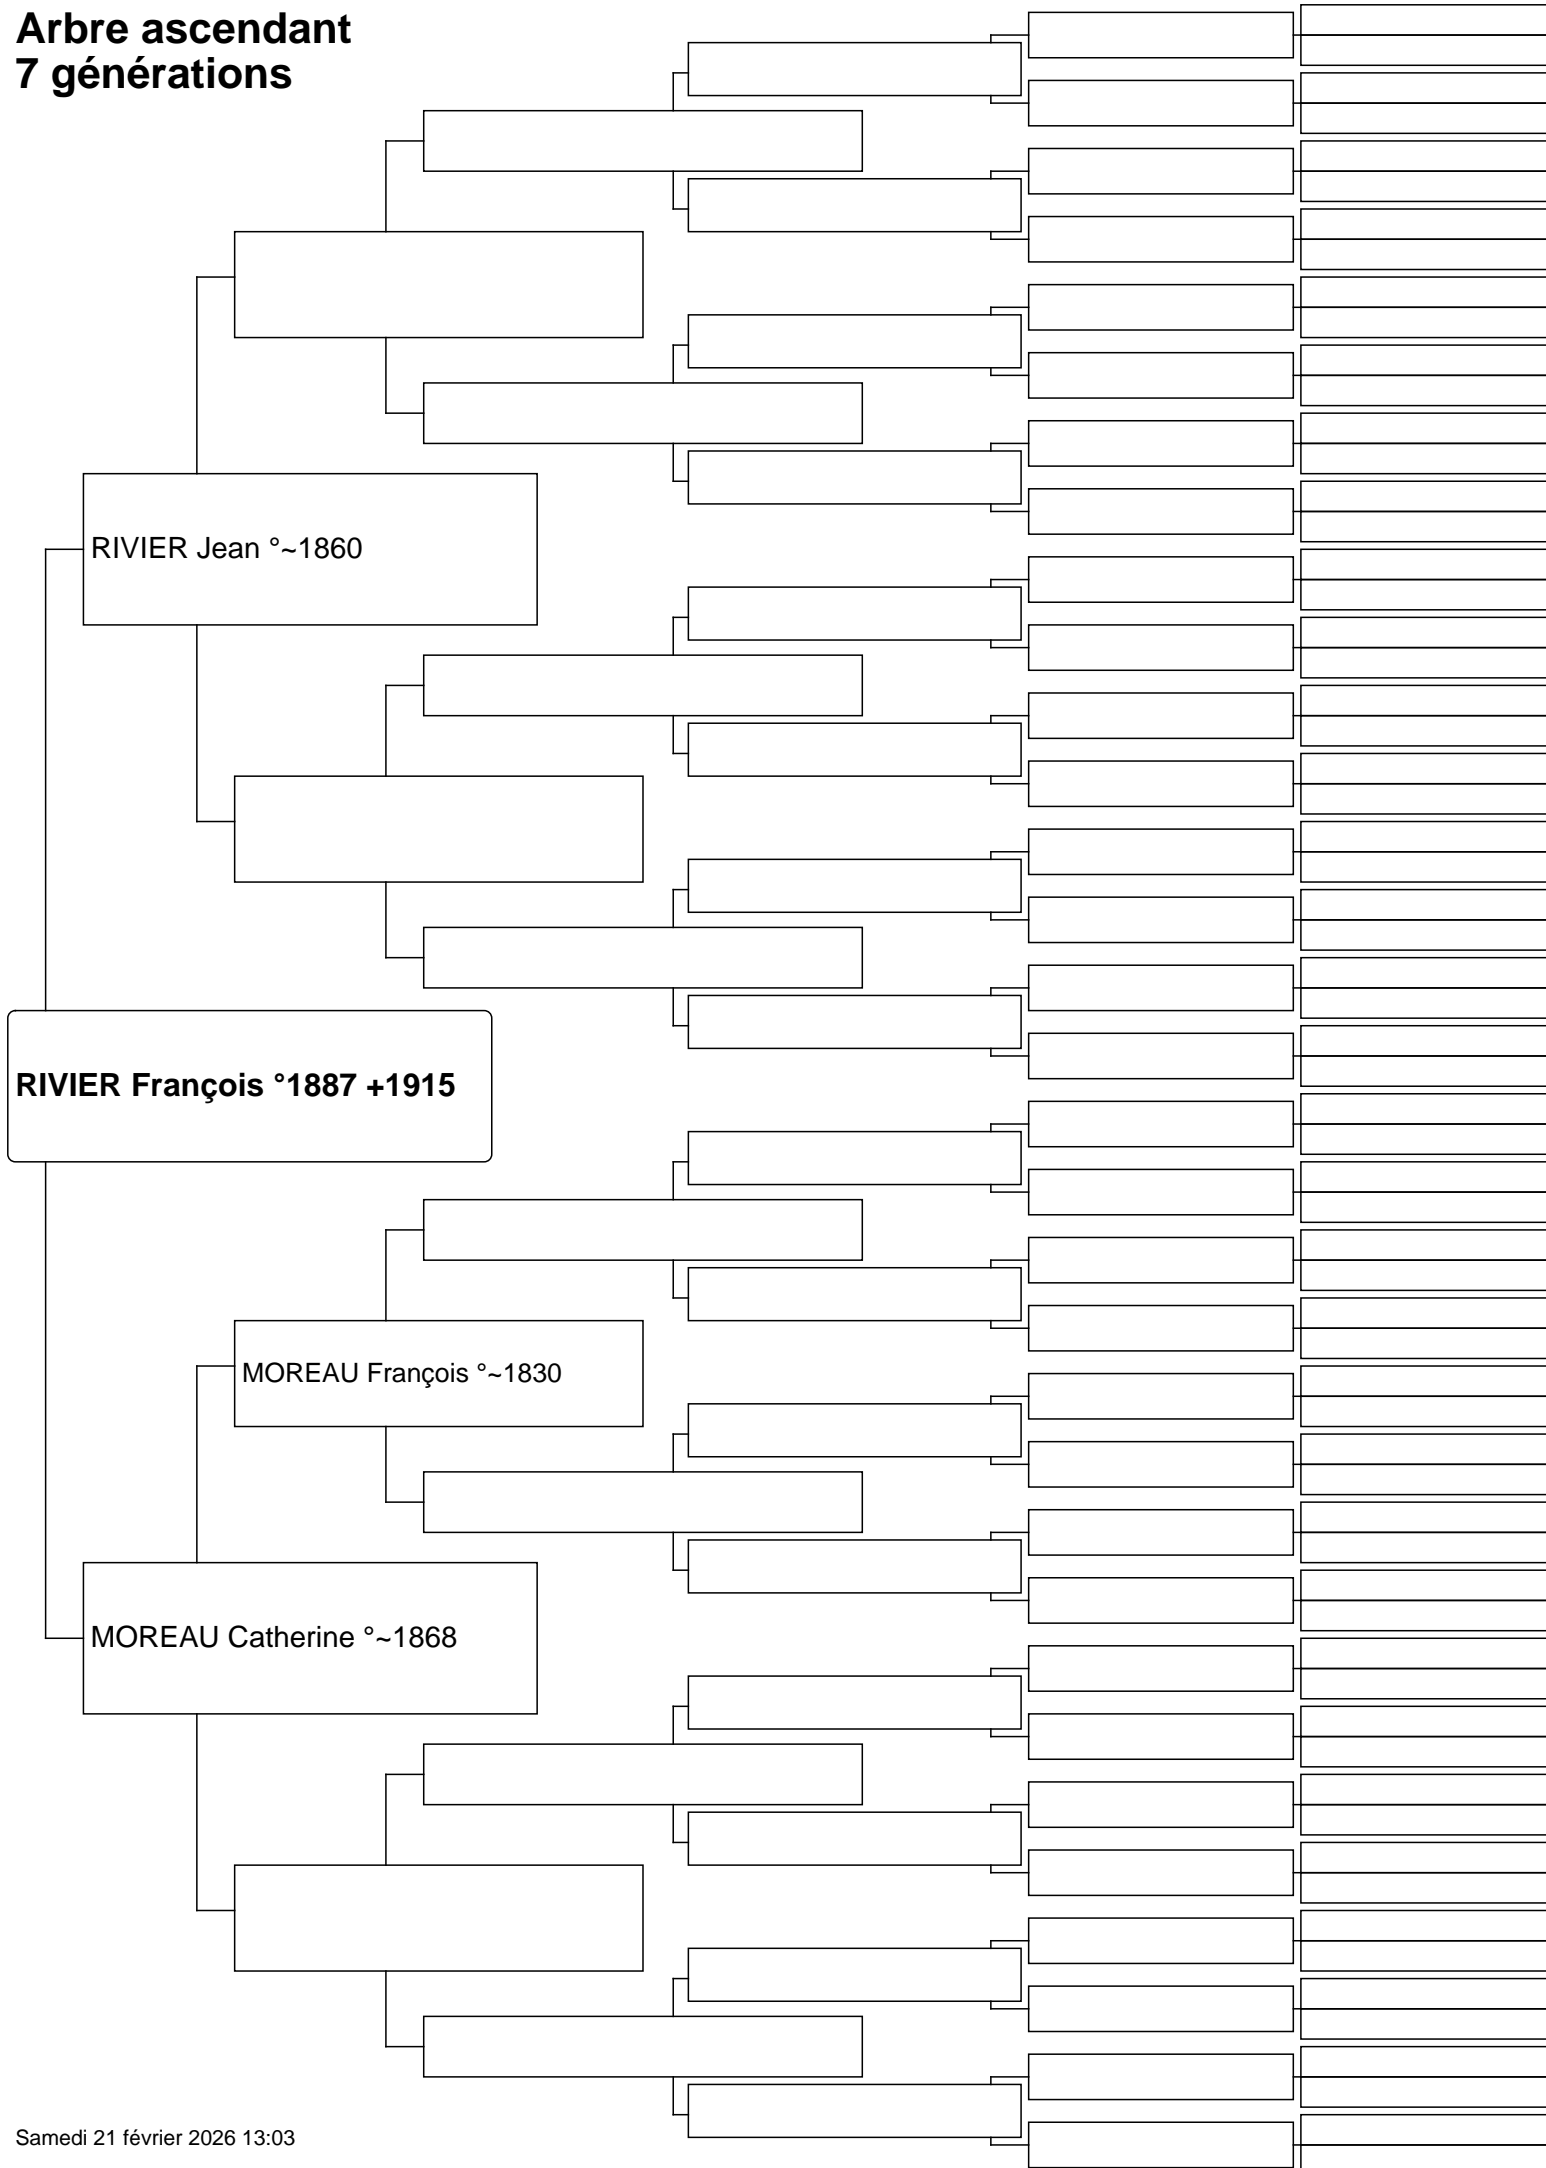 Arbre ascendant
7 générations
RIVIER Jean °~1860
RIVIER François °1887 +1915
MOREAU François °~1830
MOREAU Catherine °~1868
Samedi 21 février 2026 13:03